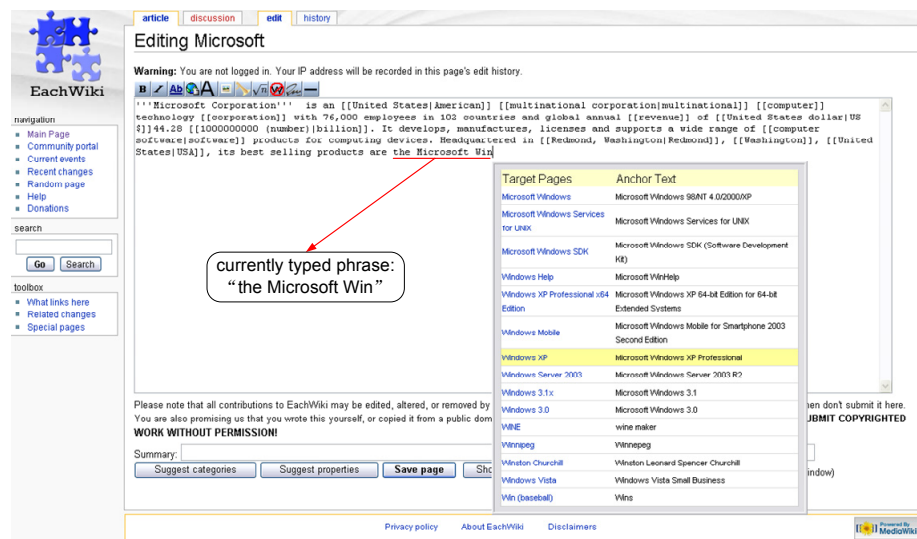 article discussion edit history
Editing Microsoft
Warning: You are not logged in. Your IP address will be recorded in this page's edit history.
EachWiki
navigation
Main Page
Community portal
Current events
Recent changes
Random page
Help
Donations
search
Go Search
toolbox
What links here
Related changes
Special pages
'''Microsoft Corporation''' is an [[United States|American]] [[multinational corporation|multinational]] [[computer]]
technology [[corporation]] with 76,000 employees in 102 countries and global annual [[revenue]] of [[United States dollar|US
$]]44.28 [[1000000000 (number)|billion]]. It develops, manufactures, licenses and supports a wide range of [[computer
software|software]] products for computing devices. Headquartered in [[Redmond, Washington|Redmond]], [[Washington]], [[United
States|USA]], its best selling products are the Microsoft Win
currently typed phrase:
“the Microsoft Win”
Target Pages Anchor Text
Microsoft Windows Microsoft Windows 98/NT 4.0/2000/XP
Microsoft Windows Services for UNIX Microsoft Windows Services for UNIX
Microsoft Windows SDK Microsoft Windows SDK (Software Development Kit)
Windows Help Microsoft WinHelp
Windows XP Professional x64 Edition Microsoft Windows XP 64-bit Edition for 64-bit Extended Systems
Windows Mobile Microsoft Windows Mobile for Smartphone 2003 Second Edition
Windows XP Microsoft Windows XP Professional
Windows Server 2003 Microsoft Windows Server 2003 R2
Windows 3.1x Microsoft Windows 3.1
Windows 3.0 Microsoft Windows 3.0
WINE wine maker
Winnipeg Winnepeg
Winston Churchill Winston Leonard Spencer Churchill
Windows Vista Windows Vista Small Business
Win (baseball) Wins
Please note that all contributions to EachWiki may be edited, altered, or removed by hen don't submit it here.
You are also promising us that you wrote this yourself, or copied it from a public dom UBMIT COPYRIGHTED
WORK WITHOUT PERMISSION!
Summary:
Suggest categories Suggest properties Save page Sho indow)
Privacy policy About EachWiki Disclaimers
Powered By
MediaWiki